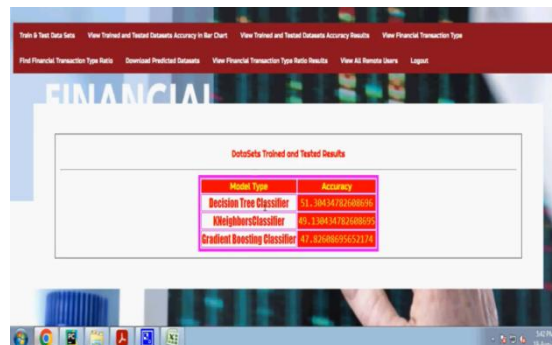 Train & Test Data Sets View Trained and Tested Datasets Accuracy in Bar Chart View Trained and Tested Datasets Accuracy Results View Financial Transaction Type
Find Financial Transaction Type Ratio Download Predicted Datasets View Financial Transaction Type Ratio Results View All Remote Users Logout
FINANCIAL
DataSets Trained and Tested Results
Model Type Accuracy
Decision Tree Classifier 51.30434782608696
KNeighborsClassifier 49.130434782608695
Gradient Boosting Classifier 47.82608695652174